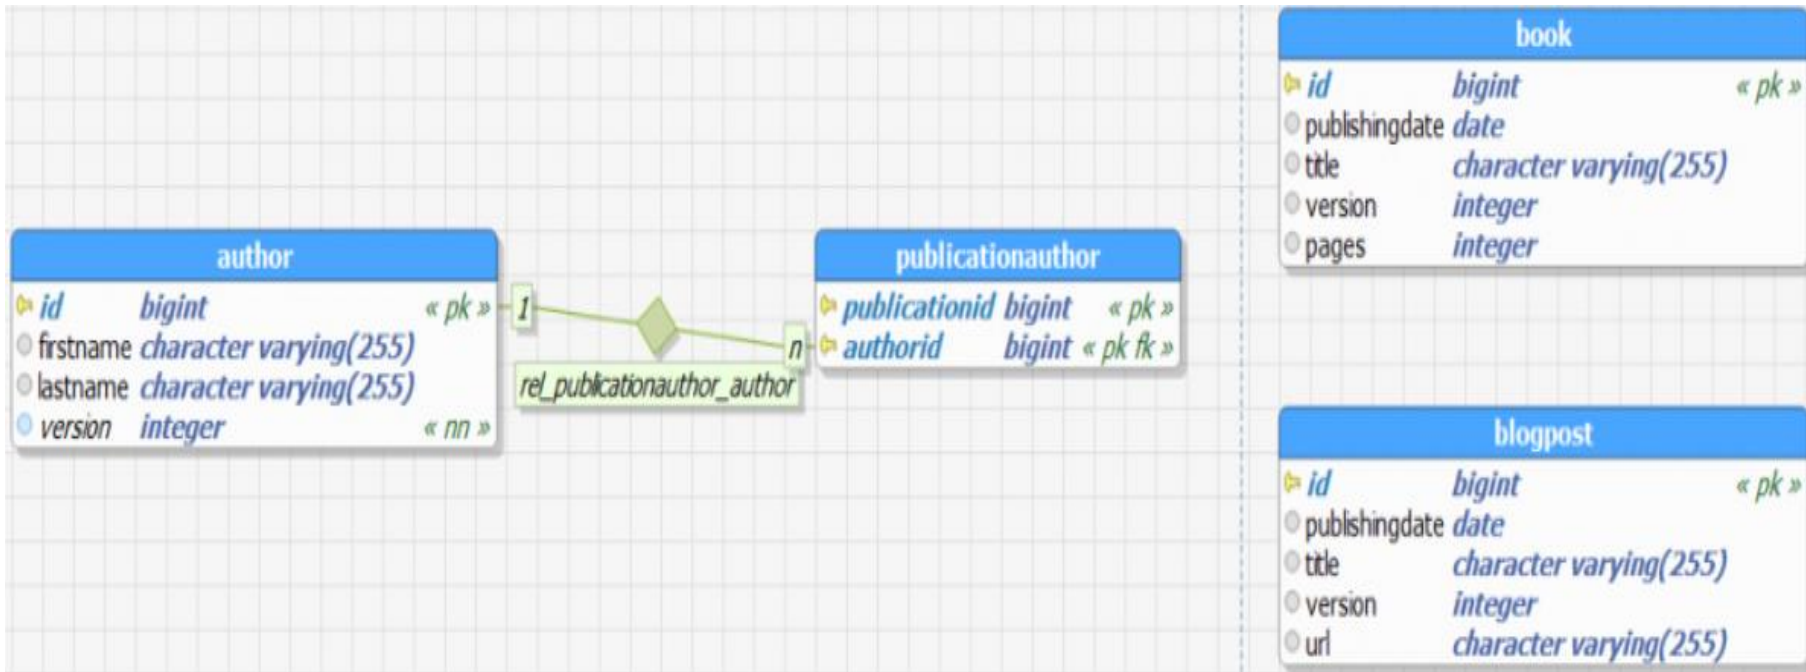 author
id bigint « pk »
firstname character varying(255)
lastname character varying(255)
version integer « nn »
1
n
rel_publicationauthor_author
publicationauthor
publicationid bigint « pk »
authorid bigint « pk fk »
book
id bigint « pk »
publishingdate date
title character varying(255)
version integer
pages integer
blogpost
id bigint « pk »
publishingdate date
title character varying(255)
version integer
url character varying(255)